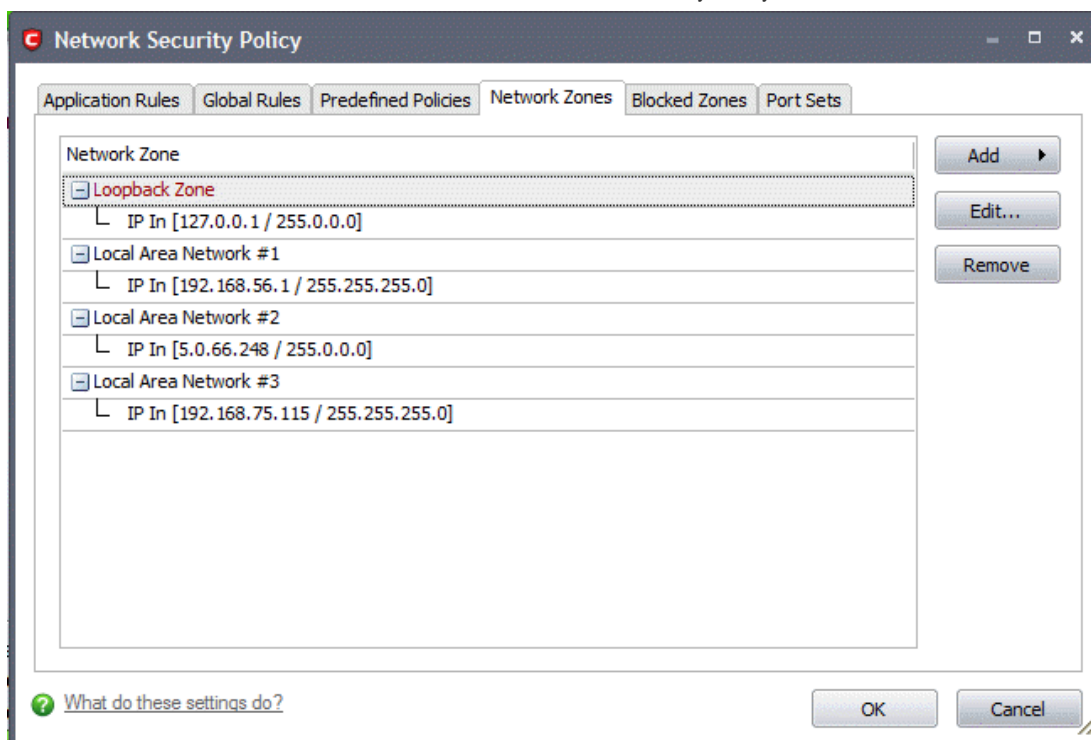 Network Security Policy
Application Rules Global Rules Predefined Policies Network Zones Blocked Zones Port Sets
Network Zone
Add
Loopback Zone
IP In [127.0.0.1 / 255.0.0.0]
Edit...
Local Area Network #1
Remove
IP In [192.168.56.1 / 255.255.255.0]
Local Area Network #2
IP In [5.0.66.248 / 255.0.0.0]
Local Area Network #3
IP In [192.168.75.115 / 255.255.255.0]
What do these settings do?
OK
Cancel